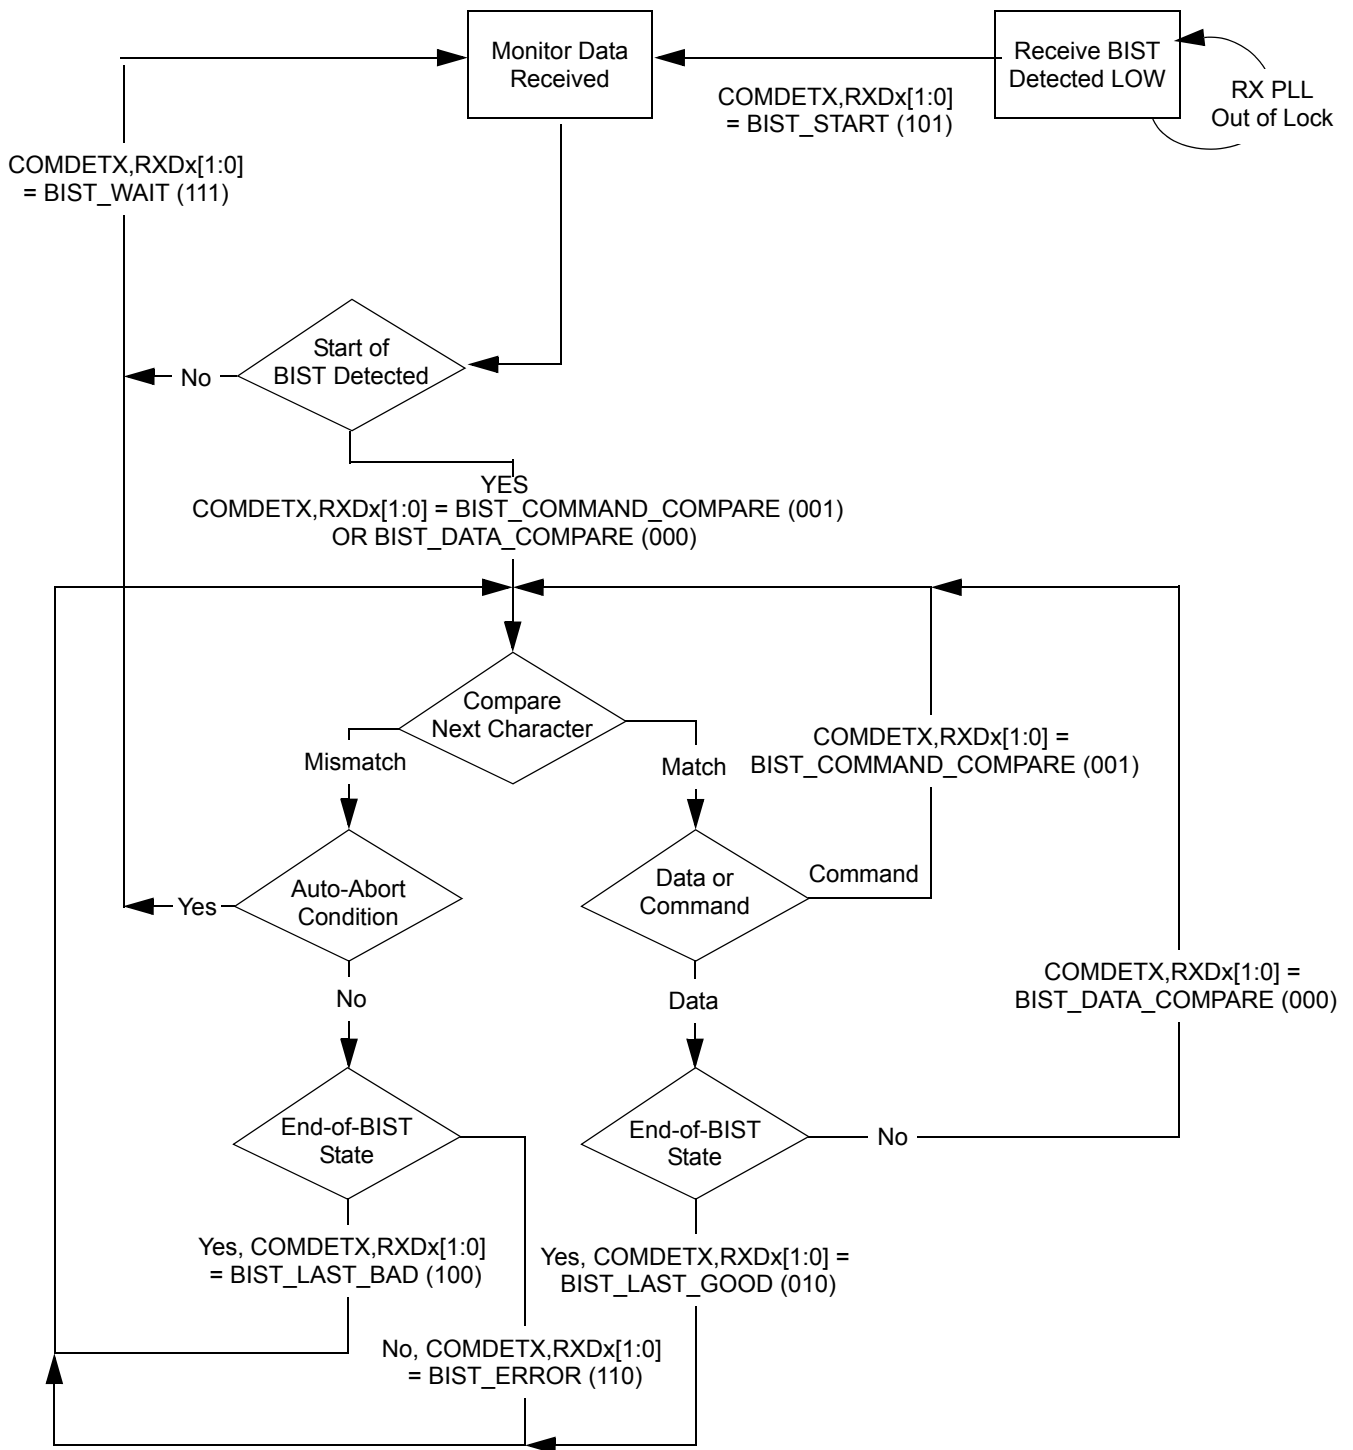 Monitor Data
Received
Receive BIST
Detected LOW
RX PLL
Out of Lock
COMDETX,RXDx[1:0]
= BIST_START (101)
COMDETX,RXDx[1:0]
= BIST_WAIT (111)
Start of
BIST Detected
No
YES
COMDETX,RXDx[1:0] = BIST_COMMAND_COMPARE (001)
OR BIST_DATA_COMPARE (000)
Compare
Next Character
Mismatch
Match
COMDETX,RXDx[1:0] =
BIST_COMMAND_COMPARE (001)
Auto-Abort
Condition
Yes
Data or
Command
Command
No
Data
COMDETX,RXDx[1:0] =
BIST_DATA_COMPARE (000)
End-of-BIST
State
End-of-BIST
State
No
Yes, COMDETX,RXDx[1:0]
= BIST_LAST_BAD (100)
Yes, COMDETX,RXDx[1:0] =
BIST_LAST_GOOD (010)
No, COMDETX,RXDx[1:0]
= BIST_ERROR (110)